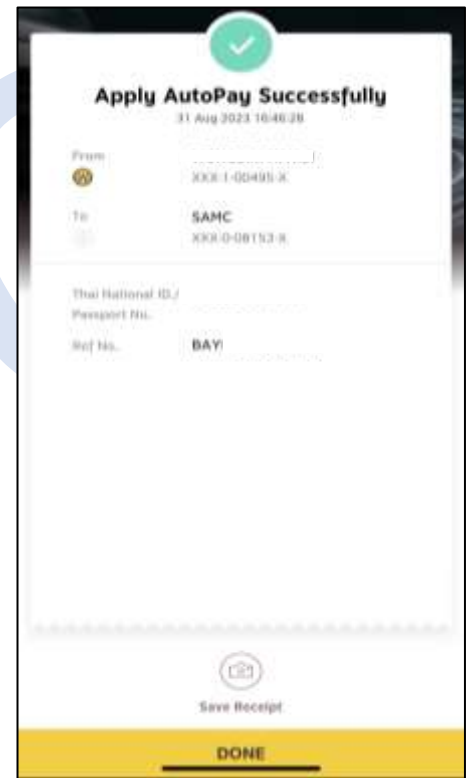 Apply AutoPay Successfully
31 Aug 2023 16:46:28
From
XXX-1-00495-X
To SAMC
XXX-0-08153-X
Thai National ID./
Passport No.
Ref No. BAY
Save Receipt
DONE